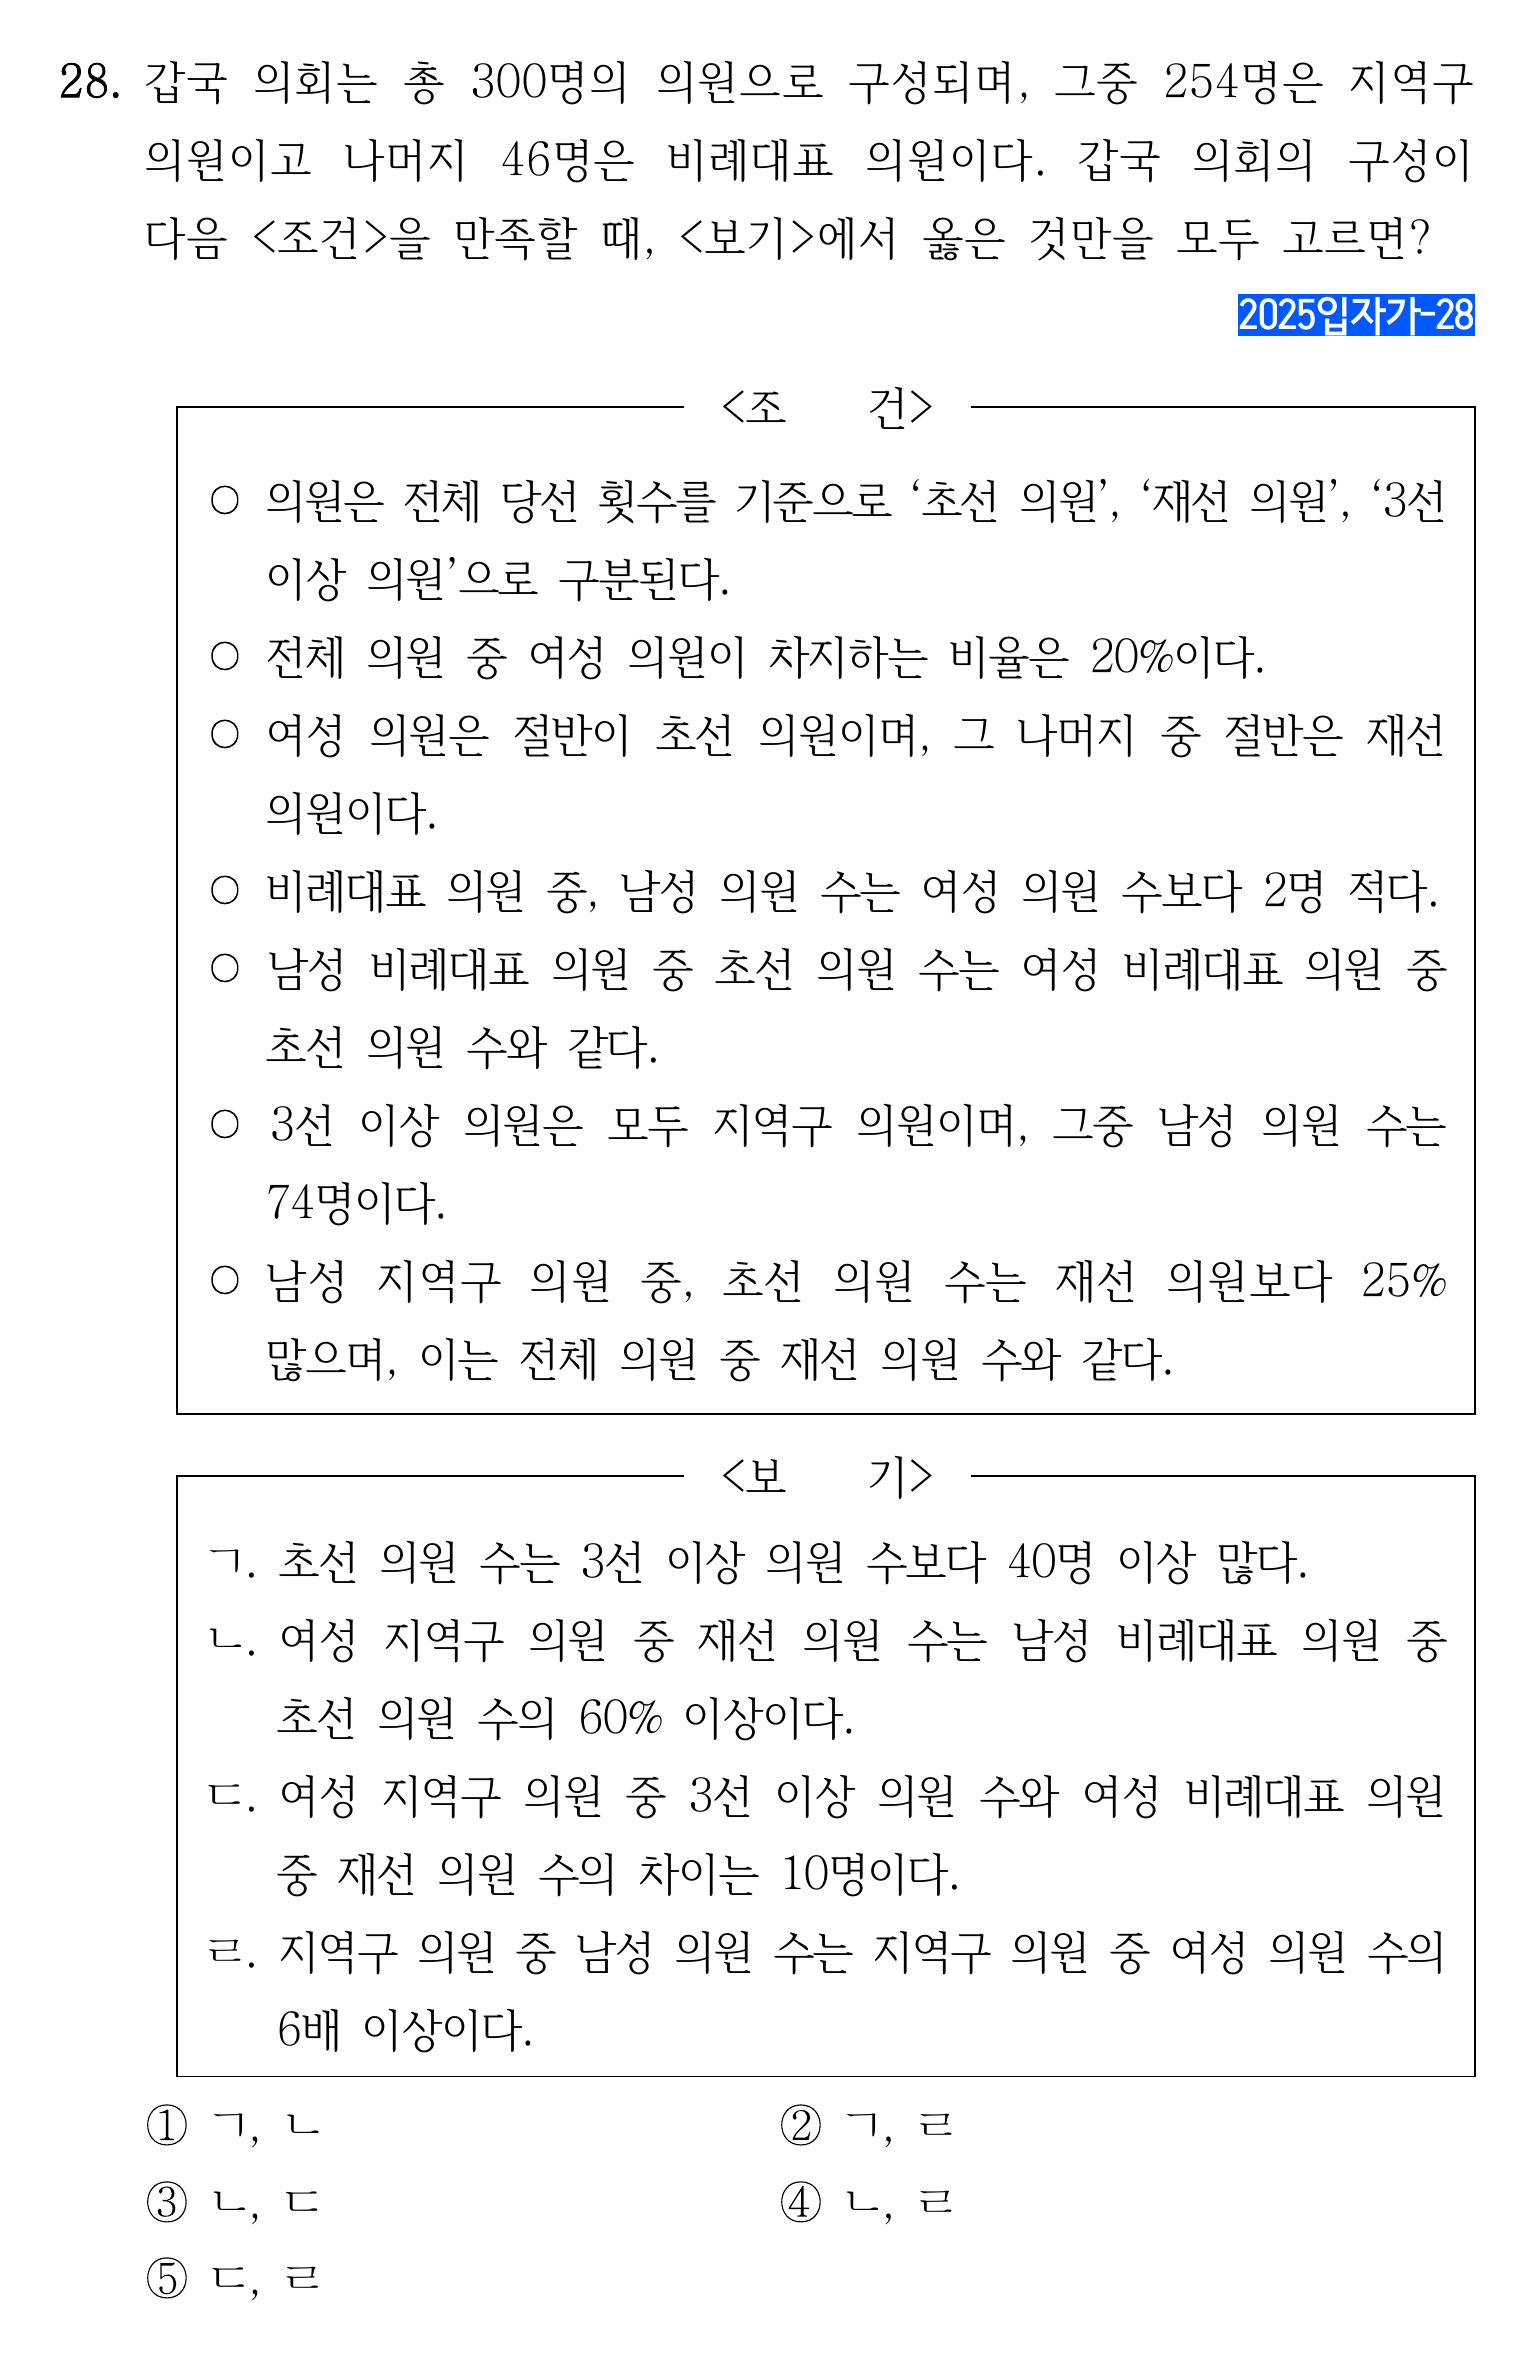 28. 갑국 의회는 총 300명의 의원으로 구성되며, 그중 254명은 지역구
의원이고 나머지 46명은 비례대표 의원이다. 갑국 의회의 구성이
다음 <조건>을 만족할 때, <보기>에서 옳은 것만을 모두 고르면?
2025입자가-28
<조 건>
○ 의원은 전체 당선 횟수를 기준으로 ‘초선 의원’, ‘재선 의원’, ‘3선
이상 의원’으로 구분된다.
○ 전체 의원 중 여성 의원이 차지하는 비율은 20%이다.
○ 여성 의원은 절반이 초선 의원이며, 그 나머지 중 절반은 재선
의원이다.
○ 비례대표 의원 중, 남성 의원 수는 여성 의원 수보다 2명 적다.
○ 남성 비례대표 의원 중 초선 의원 수는 여성 비례대표 의원 중
초선 의원 수와 같다.
○ 3선 이상 의원은 모두 지역구 의원이며, 그중 남성 의원 수는
74명이다.
○ 남성 지역구 의원 중, 초선 의원 수는 재선 의원보다 25%
많으며, 이는 전체 의원 중 재선 의원 수와 같다.
<보 기>
ㄱ. 초선 의원 수는 3선 이상 의원 수보다 40명 이상 많다.
ㄴ. 여성 지역구 의원 중 재선 의원 수는 남성 비례대표 의원 중
초선 의원 수의 60% 이상이다.
ㄷ. 여성 지역구 의원 중 3선 이상 의원 수와 여성 비례대표 의원
중 재선 의원 수의 차이는 10명이다.
ㄹ. 지역구 의원 중 남성 의원 수는 지역구 의원 중 여성 의원 수의
6배 이상이다.
① ㄱ, ㄴ ② ㄱ, ㄹ
③ ㄴ, ㄷ ④ ㄴ, ㄹ
⑤ ㄷ, ㄹ